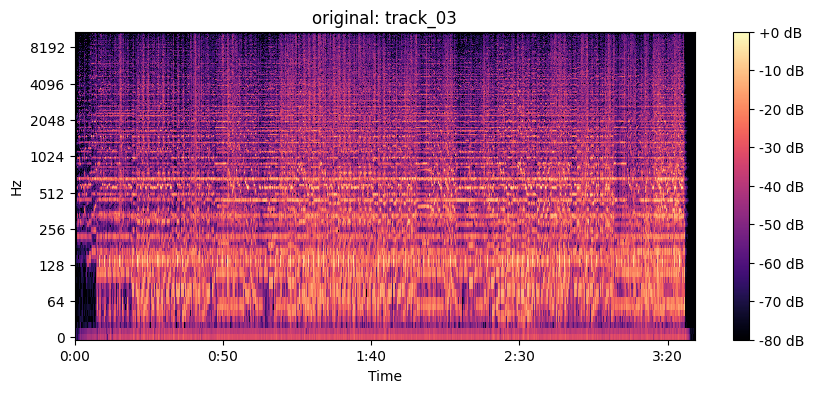 original: track_03
Hz
8192
4096
2048
1024
512
256
128
64
0
0:00
0:50
1:40
2:30
3:20
Time
+0 dB
-10 dB
-20 dB
-30 dB
-40 dB
-50 dB
-60 dB
-70 dB
-80 dB